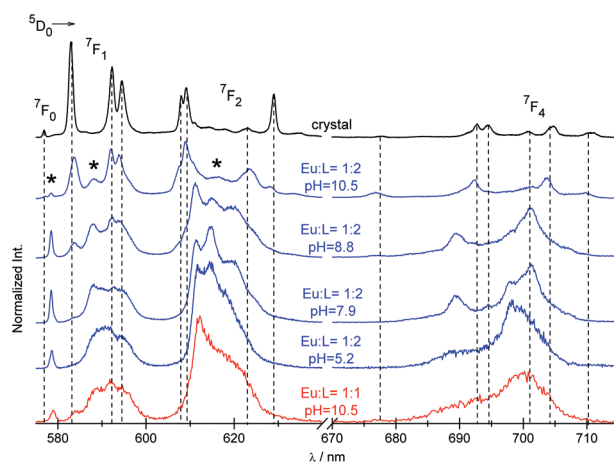 ⁵D₀
⁷F₀
⁷F₁
⁷F₂
⁷F₄
crystal
*
*
*
Eu:L= 1:2
pH=10.5
Eu:L= 1:2
pH=8.8
Eu:L= 1:2
pH=7.9
Eu:L= 1:2
pH=5.2
Eu:L= 1:1
pH=10.5
Normalized Int.
580
600
620
670
690
700
λ / nm